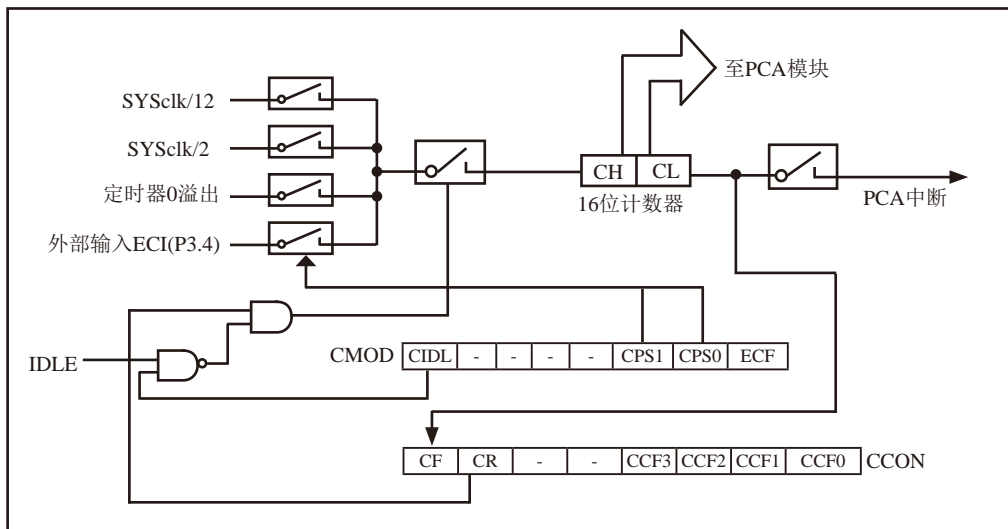 至PCA模块
SYSclk/12
SYSclk/2
定时器0溢出
外部输入ECI(P3.4)
CH CL
16位计数器
PCA中断
IDLE
CMOD CIDL - - - - CPS1 CPS0 ECF
CF CR - - CCF3 CCF2 CCF1 CCF0 CCON